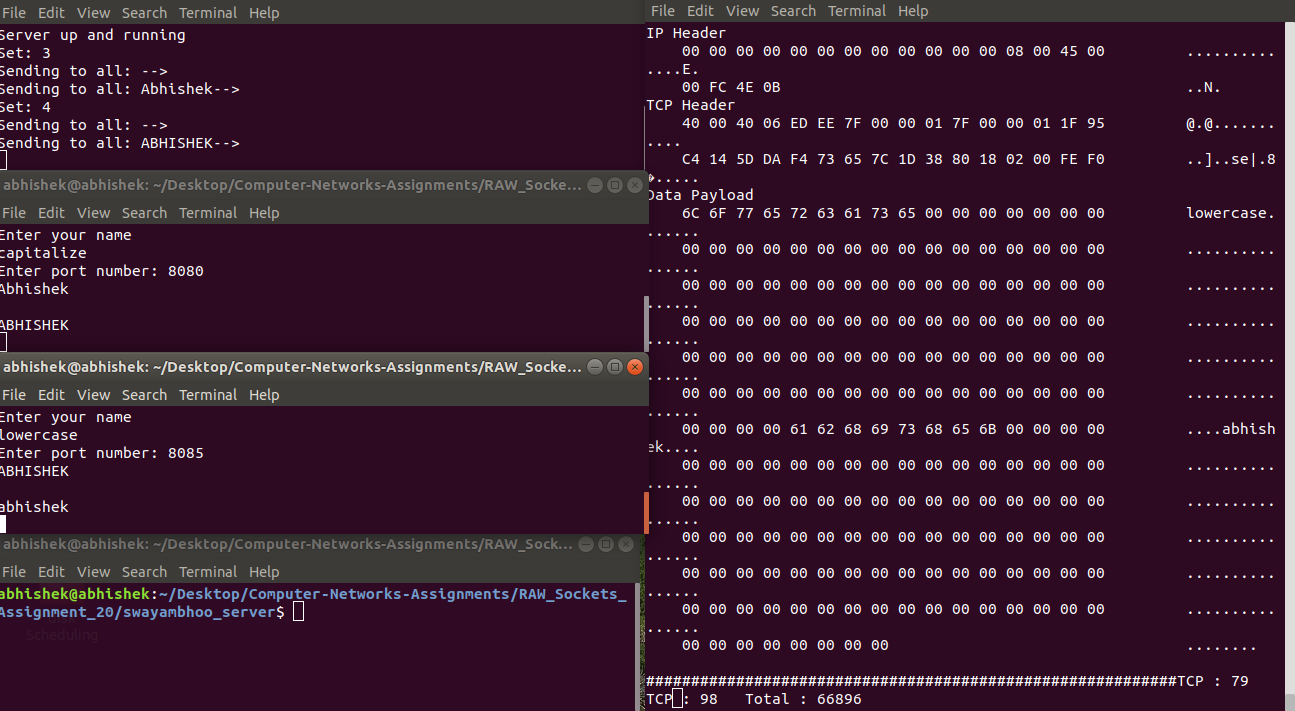 File Edit View Search Terminal Help
Server up and running
Set: 3
Sending to all: -->
Sending to all: Abhishek-->
Set: 4
Sending to all: -->
Sending to all: ABHISHEK-->
abhishek@abhishek: ~/Desktop/Computer-Networks-Assignments/RAW_Socke...
File Edit View Search Terminal Help
Enter your name
capitalize
Enter port number: 8080
Abhishek
ABHISHEK
abhishek@abhishek: ~/Desktop/Computer-Networks-Assignments/RAW_Socke...
File Edit View Search Terminal Help
Enter your name
lowercase
Enter port number: 8085
ABHISHEK
abhishek
abhishek@abhishek: ~/Desktop/Computer-Networks-Assignments/RAW_Sock...
File Edit View Search Terminal Help
abhishek@abhishek:~/Desktop/Computer-Networks-Assignments/RAW_Sockets_
Assignment_20/swayambhoo_server$
Scheduling
File Edit View Search Terminal Help
IP Header
00 00 00 00 00 00 00 00 00 00 00 00 08 00 45 00 ..........
....E.
00 FC 4E 0B ..N.
TCP Header
40 00 40 06 ED EE 7F 00 00 01 7F 00 00 01 1F 95 @.@.......
....
C4 14 5D DA F4 73 65 7C 1D 38 80 18 02 00 FE F0 ..]..se|.8
�.....
Data Payload
6C 6F 77 65 72 63 61 73 65 00 00 00 00 00 00 00 lowercase.
......
00 00 00 00 00 00 00 00 00 00 00 00 00 00 00 00 ..........
......
00 00 00 00 00 00 00 00 00 00 00 00 00 00 00 00 ..........
......
00 00 00 00 00 00 00 00 00 00 00 00 00 00 00 00 ..........
......
00 00 00 00 00 00 00 00 00 00 00 00 00 00 00 00 ..........
......
00 00 00 00 00 00 00 00 00 00 00 00 00 00 00 00 ..........
......
00 00 00 00 61 62 68 69 73 68 65 6B 00 00 00 00 ....abhish
ek....
00 00 00 00 00 00 00 00 00 00 00 00 00 00 00 00 ..........
......
00 00 00 00 00 00 00 00 00 00 00 00 00 00 00 00 ..........
......
00 00 00 00 00 00 00 00 00 00 00 00 00 00 00 00 ..........
......
00 00 00 00 00 00 00 00 00 00 00 00 00 00 00 00 ..........
......
00 00 00 00 00 00 00 00 00 00 00 00 00 00 00 00 ..........
......
00 00 00 00 00 00 00 00 ........
###########################################################TCP : 79
TCP : 98 Total : 66896